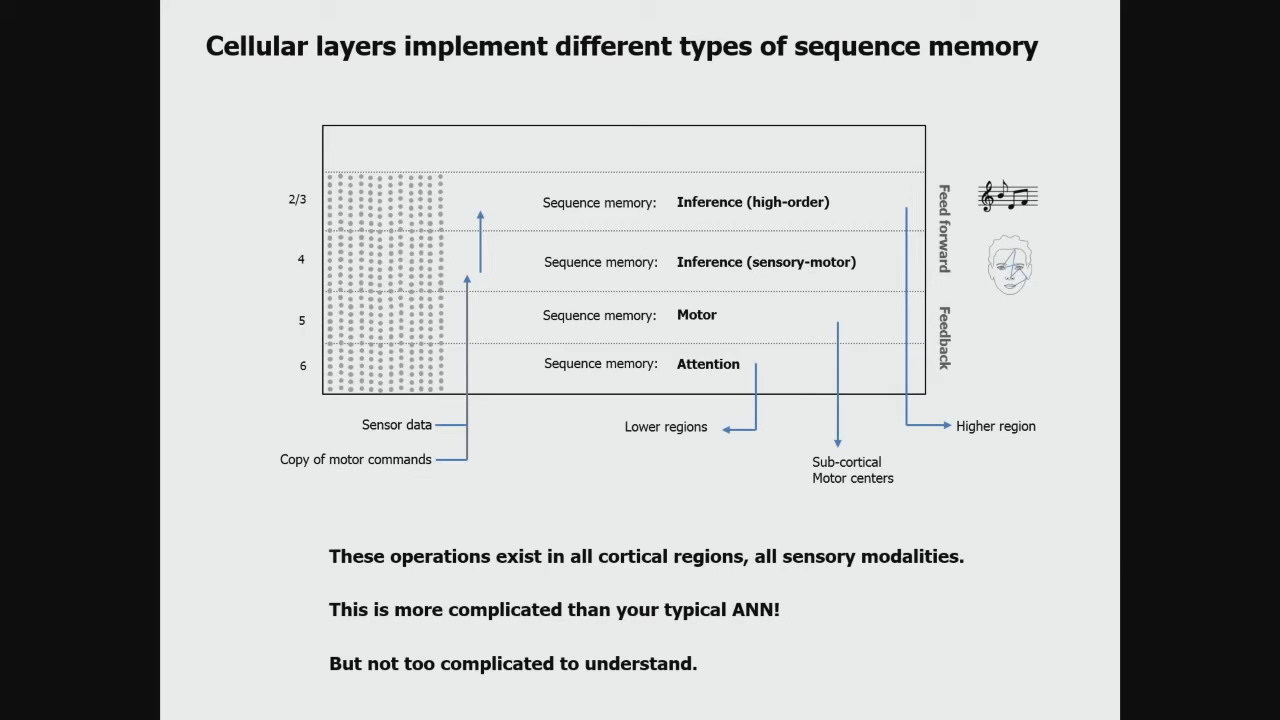 Cellular layers implement different types of sequence memory
2/3
Sequence memory: Inference (high-order)
4
Sequence memory: Inference (sensory-motor)
5
Sequence memory: Motor
6
Sequence memory: Attention
Feed forward
Feedback
Sensor data
Copy of motor commands
Lower regions
Sub-cortical
Motor centers
Higher region
These operations exist in all cortical regions, all sensory modalities.
This is more complicated than your typical ANN!
But not too complicated to understand.